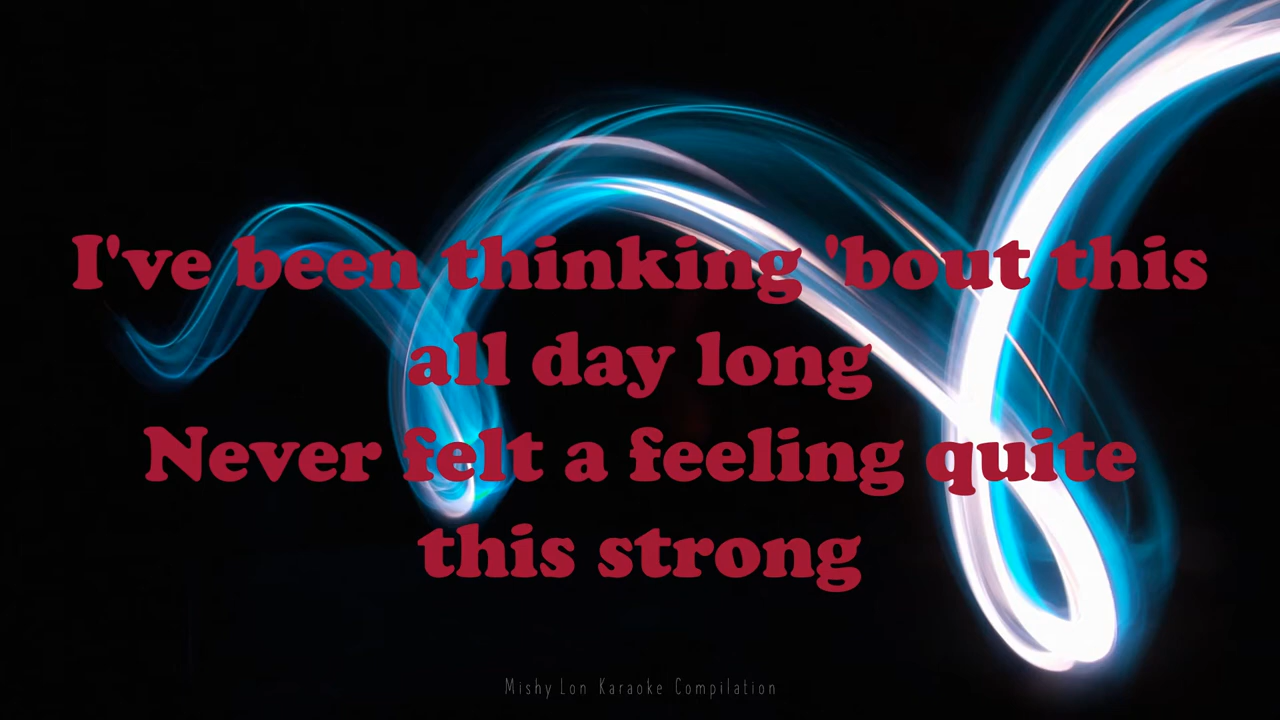 I've been thinking 'bout this
all day long
Never felt a feeling quite
this strong
Mishy Lon Karaoke Compilation